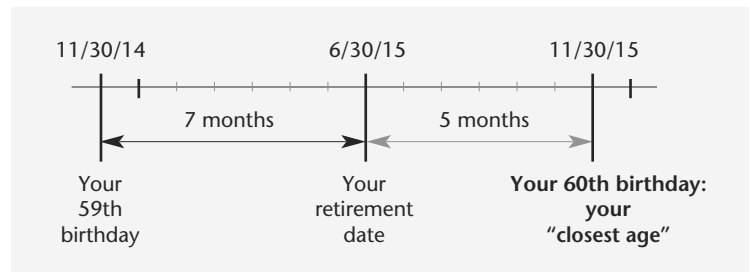 11/30/14 6/30/15 11/30/15
7 months 5 months
Your
59th
birthday
Your
retirement
date
Your 60th birthday:
your
“closest age”